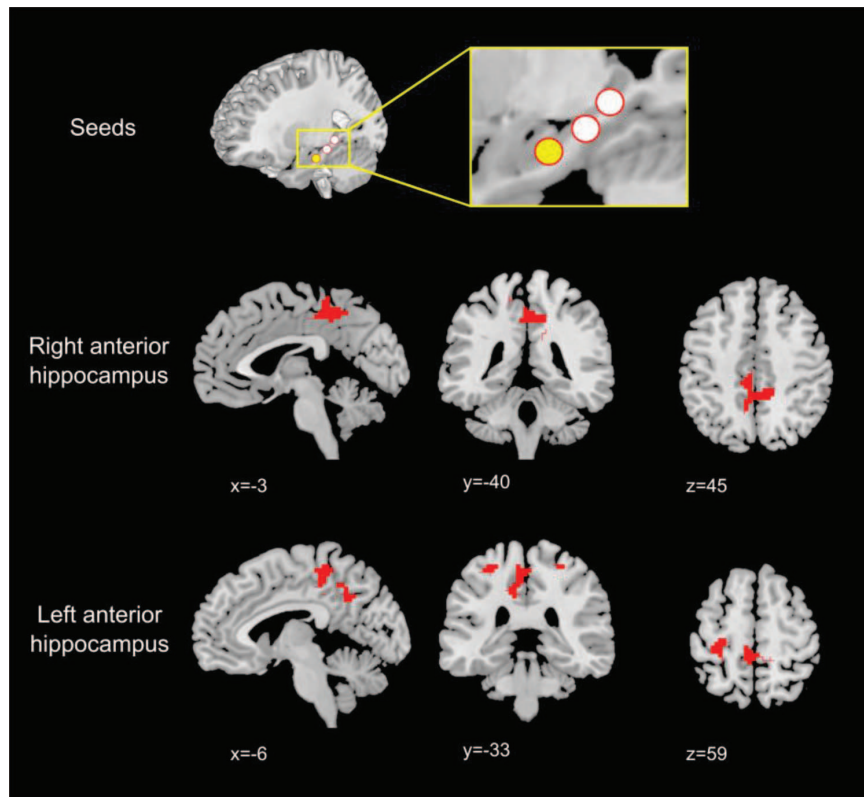 Seeds
Right anterior
hippocampus
x=-3
y=-40
z=45
Left anterior
hippocampus
x=-6
y=-33
z=59